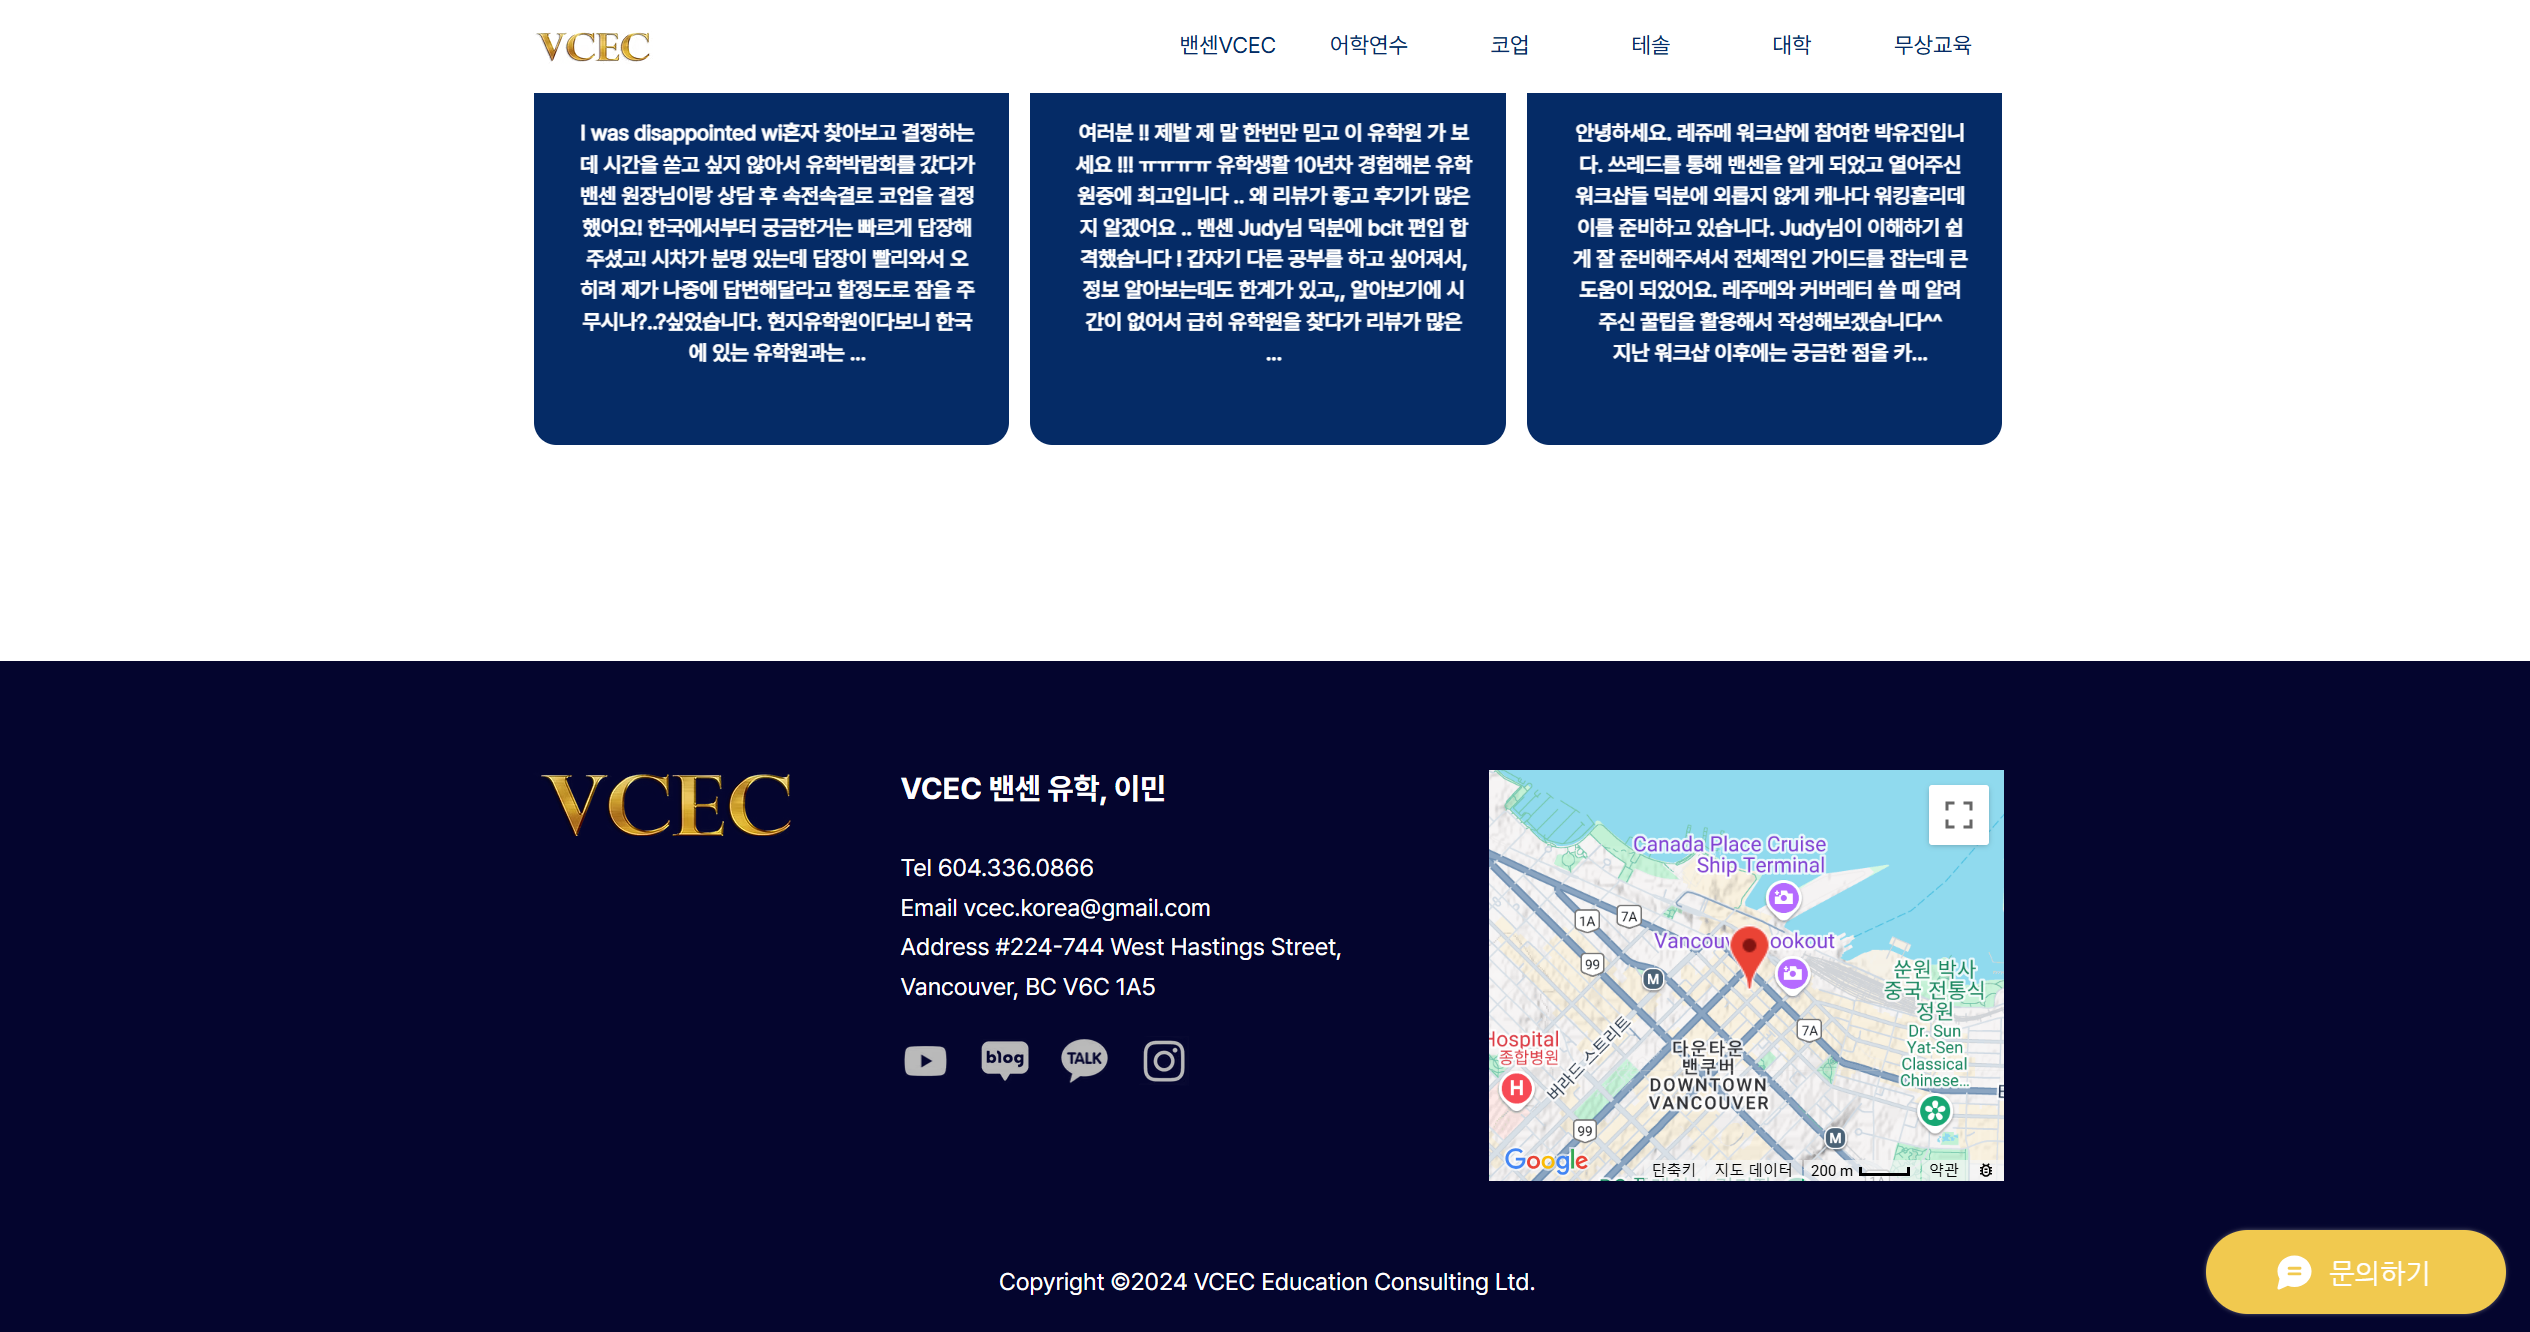 VCEC
밴센VCEC
어학연수
코업
테솔
대학
무상교육
I was disappointed wi혼자 찾아보고 결정하는
데 시간을 쏟고 싶지 않아서 유학박람회를 갔다가
밴센 원장님이랑 상담 후 속전속결로 코업을 결정
했어요! 한국에서부터 궁금한거는 빠르게 답장해
주셨고! 시차가 분명 있는데 답장이 빨리와서 오
히려 제가 나중에 답변해달라고 할정도로 잠을 주
무시나?..?싶었습니다. 현지유학원이다보니 한국
에 있는 유학원과는 ...
여러분 !! 제발 제 말 한번만 믿고 이 유학원 가 보
세요 !!! ㅠㅠㅠㅠ 유학생활 10년차 경험해본 유학
원중에 최고입니다 .. 왜 리뷰가 좋고 후기가 많은
지 알겠어요 .. 밴센 Judy님 덕분에 bcit 편입 합
격했습니다 ! 갑자기 다른 공부를 하고 싶어져서,
정보 알아보는데도 한계가 있고,, 알아보기에 시
간이 없어서 급히 유학원을 찾다가 리뷰가 많은
...
안녕하세요. 레쥬메 워크샵에 참여한 박유진입니
다. 쓰레드를 통해 밴센을 알게 되었고 열어주신
워크샵들 덕분에 외롭지 않게 캐나다 워킹홀리데
이를 준비하고 있습니다. Judy님이 이해하기 쉽
게 잘 준비해주셔서 전체적인 가이드를 잡는데 큰
도움이 되었어요. 레주메와 커버레터 쓸 때 알려
주신 꿀팁을 활용해서 작성해보겠습니다^^
지난 워크샵 이후에는 궁금한 점을 카...
VCEC
VCEC 밴센 유학, 이민
Tel 604.336.0866
Email vcec.korea@gmail.com
Address #224-744 West Hastings Street,
Vancouver, BC V6C 1A5
blog
TALK
Canada Place Cruise
Ship Terminal
1A
7A
Vancouv ookout
99
M
쑨원 박사
중국 전통식
정원
Dr. Sun
Yat-Sen
Classical
Chinese...
7A
Hospital
종합병원
H
버라드 스트리트
다운타운
밴쿠버
DOWNTOWN
VANCOUVER
99
M
Google
단축키
지도 데이터
200 m
약관
Copyright ©2024 VCEC Education Consulting Ltd.
문의하기